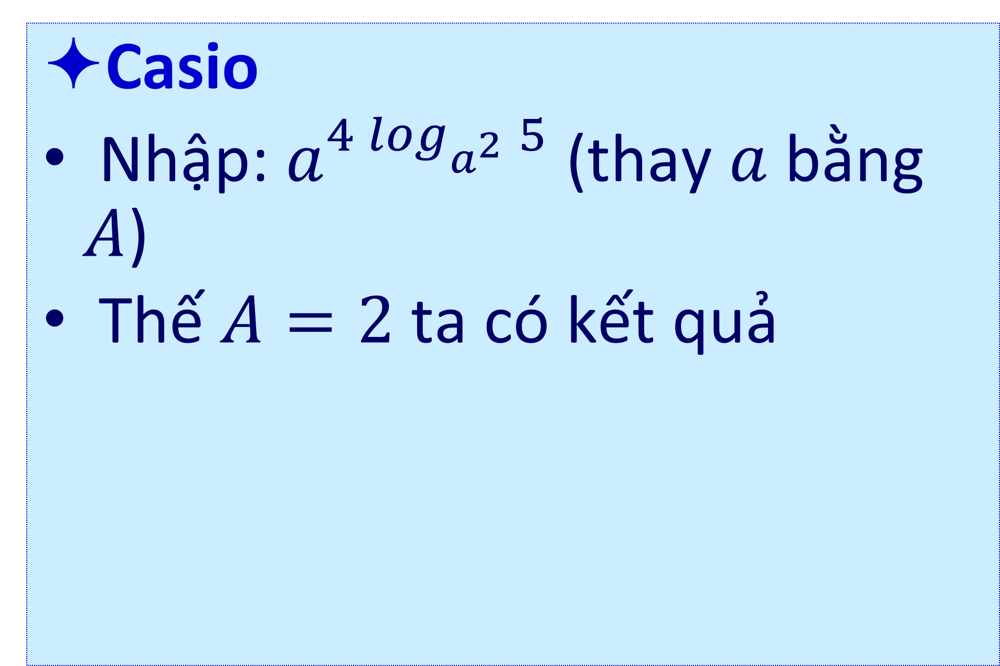 ✦Casio
• Nhập: $a^{4 \log_{a^2} 5}$ (thay $a$ bằng
$A$)
• Thế $A = 2$ ta có kết quả